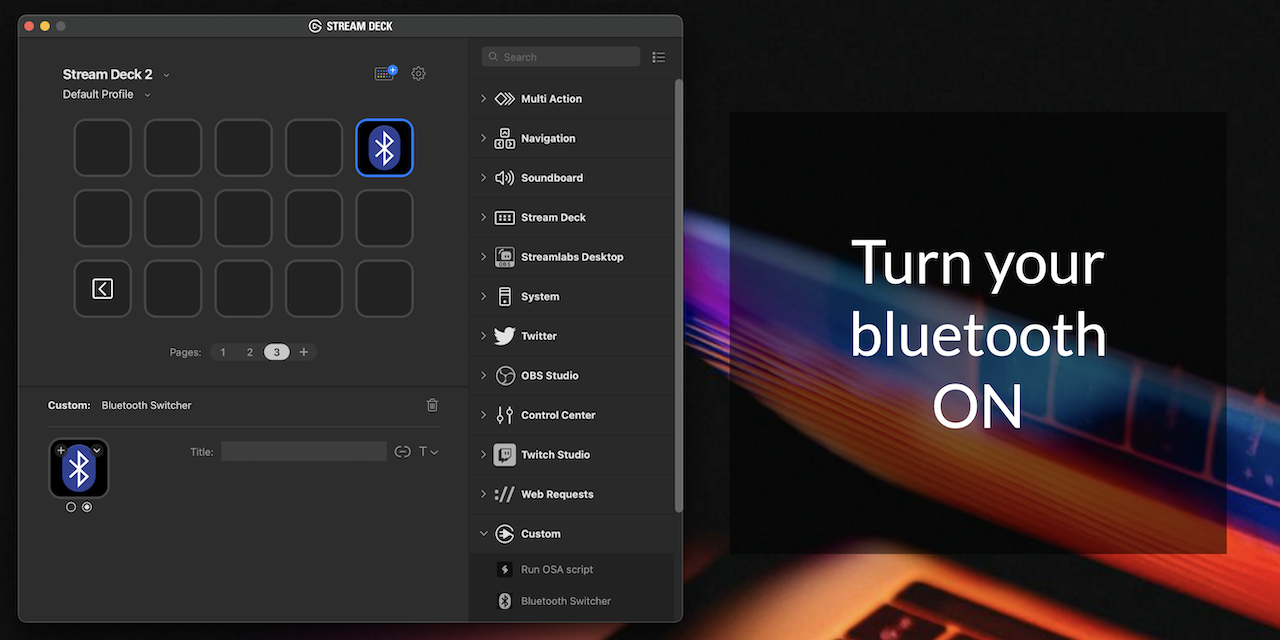 STREAM DECK
Stream Deck 2
Default Profile
Pages: 1 2 3 +
Custom: Bluetooth Switcher
Title:
Search
Multi Action
Navigation
Soundboard
Stream Deck
Streamlabs Desktop
System
Twitter
OBS Studio
Control Center
Twitch Studio
Web Requests
Custom
Run OSA script
Bluetooth Switcher
Turn your
bluetooth
ON